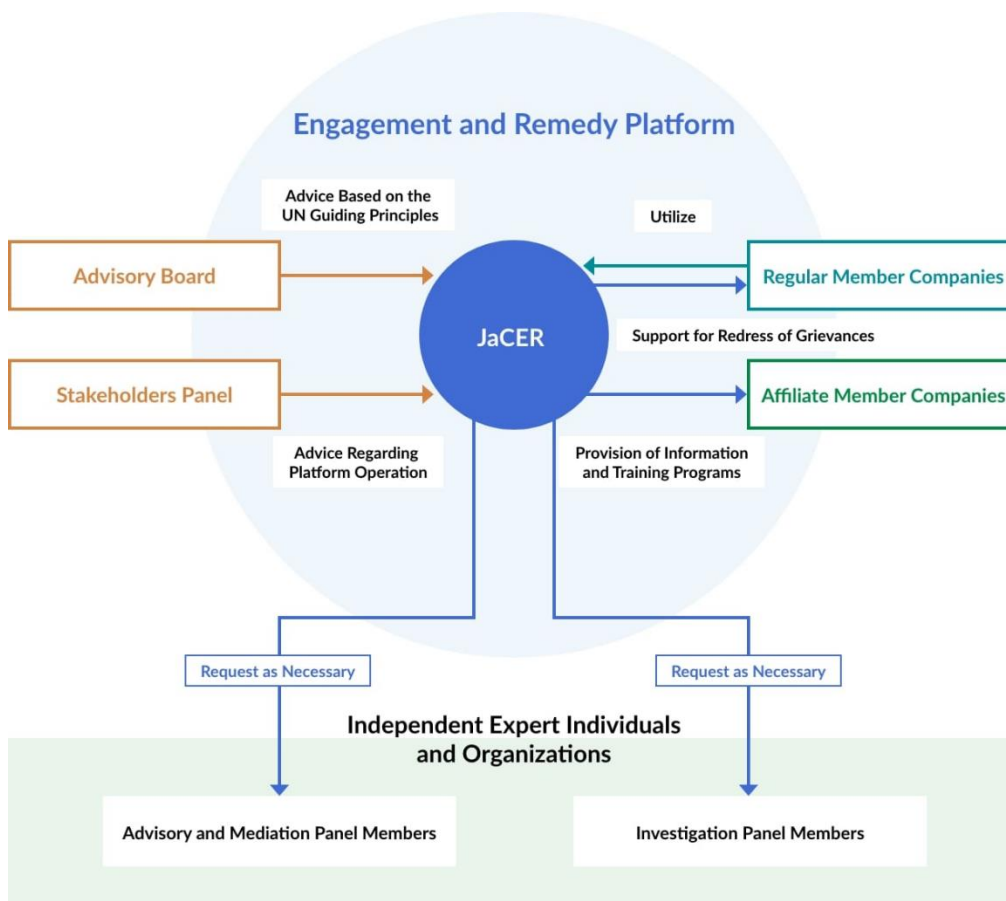 Engagement and Remedy Platform
Advice Based on the
UN Guiding Principles
Utilize
Advisory Board
Regular Member Companies
JaCER
Support for Redress of Grievances
Stakeholders Panel
Affiliate Member Companies
Advice Regarding
Platform Operation
Provision of Information
and Training Programs
Request as Necessary
Request as Necessary
Independent Expert Individuals
and Organizations
Advisory and Mediation Panel Members
Investigation Panel Members